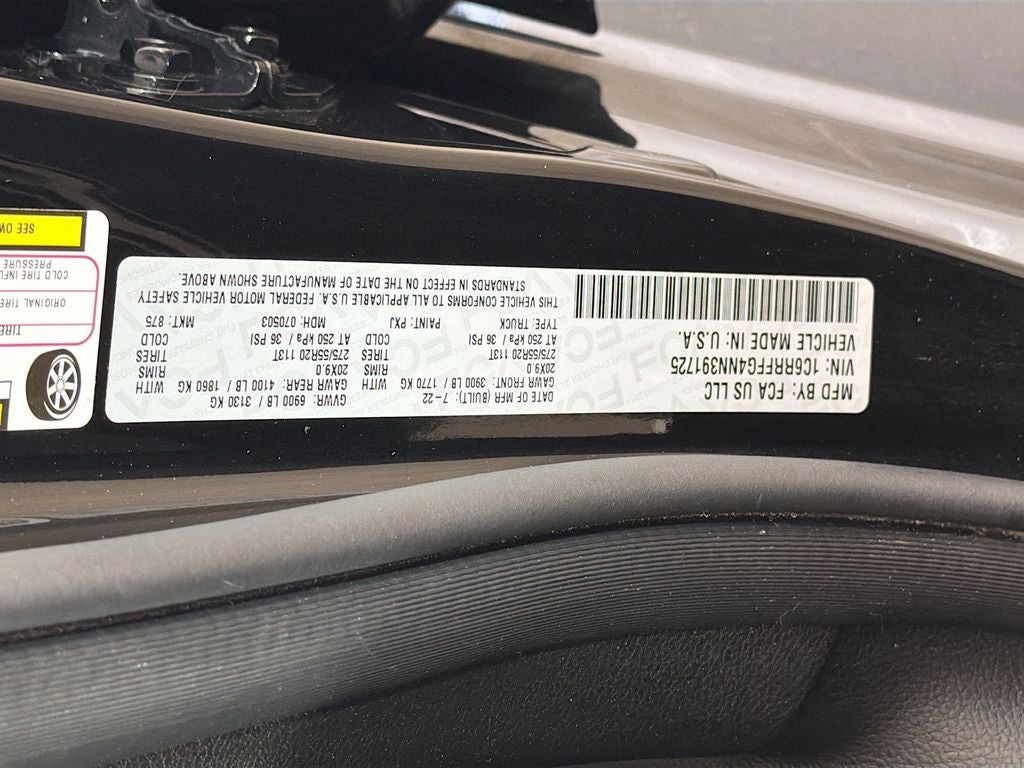 MFD BY: FCA US LLC
DATE OF MFR (BUILT): 7-22
GVWR: 6900 LB / 3130 KG
GAWR FRONT: 3900 LB / 1770 KG WITH
GAWR REAR: 4100 LB / 1860 KG WITH
20X9.0
RIMS
20X9.0
RIMS
275/55R20 113T
TIRES
275/55R20 113T
TIRES
AT 250 kPa / 36 PSI
COLD
AT 250 kPa / 36 PSI
COLD
VIN: 1C6RRFFG4NN391725
VEHICLE MADE IN: U.S.A.
TYPE: TRUCK
PAINT: PXJ
MDH: 070503
MKT: 875
THIS VEHICLE CONFORMS TO ALL APPLICABLE U.S.A. FEDERAL MOTOR VEHICLE SAFETY
STANDARDS IN EFFECT ON THE DATE OF MANUFACTURE SHOWN ABOVE.
TIRE
ORIGINAL TIRE
COLD TIRE INFL
PRESSURE
SEE OW